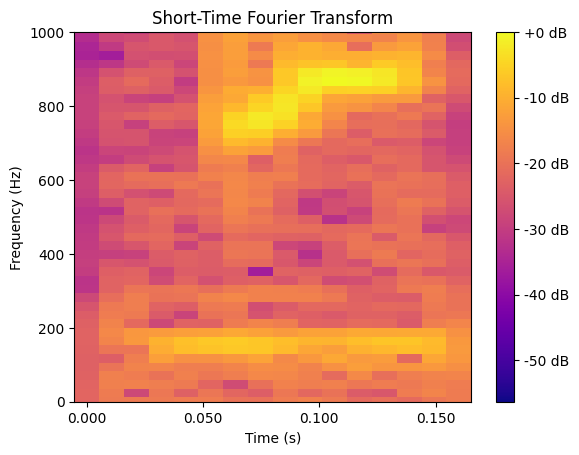 Short-Time Fourier Transform
1000
800
600
400
200
0
Frequency (Hz)
0.000
0.050
0.100
0.150
Time (s)
+0 dB
-10 dB
-20 dB
-30 dB
-40 dB
-50 dB